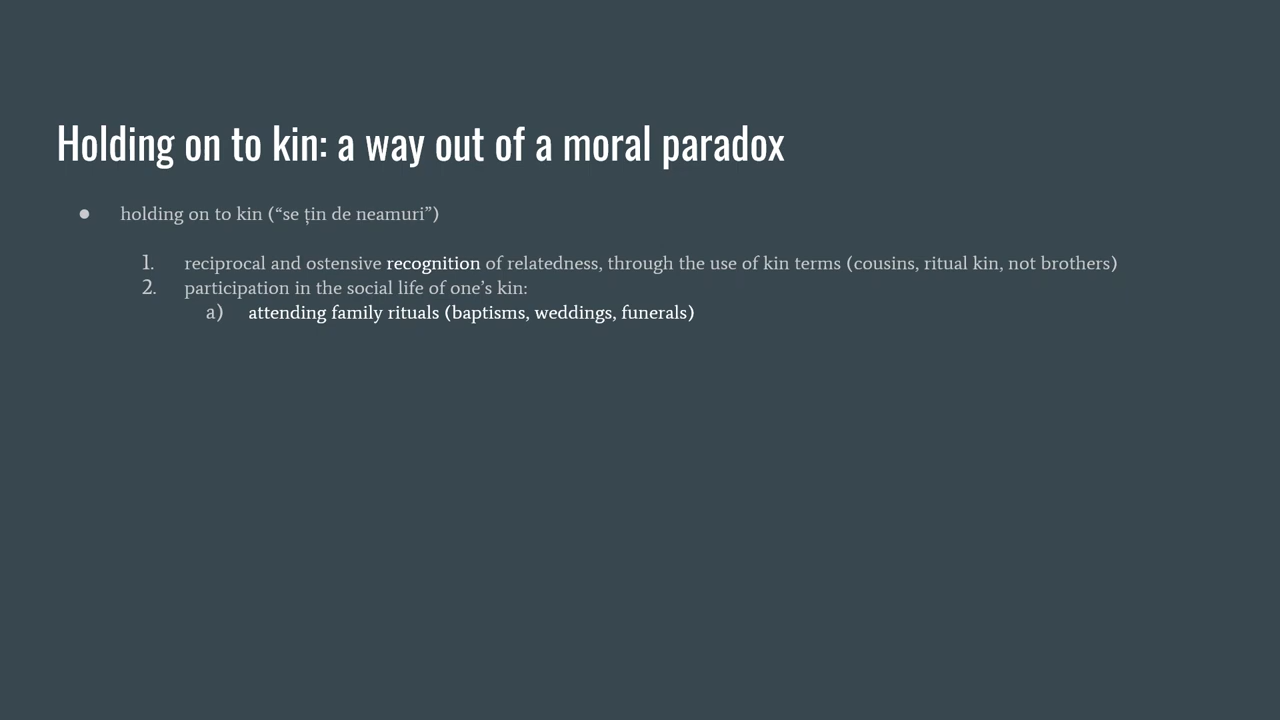 Holding on to kin: a way out of a moral paradox
● holding on to kin (“se țin de neamuri”)
1. reciprocal and ostensive recognition of relatedness, through the use of kin terms (cousins, ritual kin, not brothers)
2. participation in the social life of one’s kin:
a) attending family rituals (baptisms, weddings, funerals)